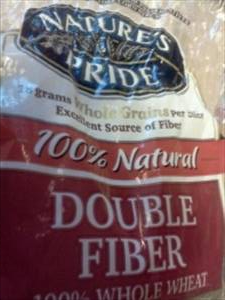 NATURE'S
PRIDE
grams Whole Grains per
Excellent Source of Fiber
100% Natural
DOUBLE
FIBER
100% WHOLE WHEAT